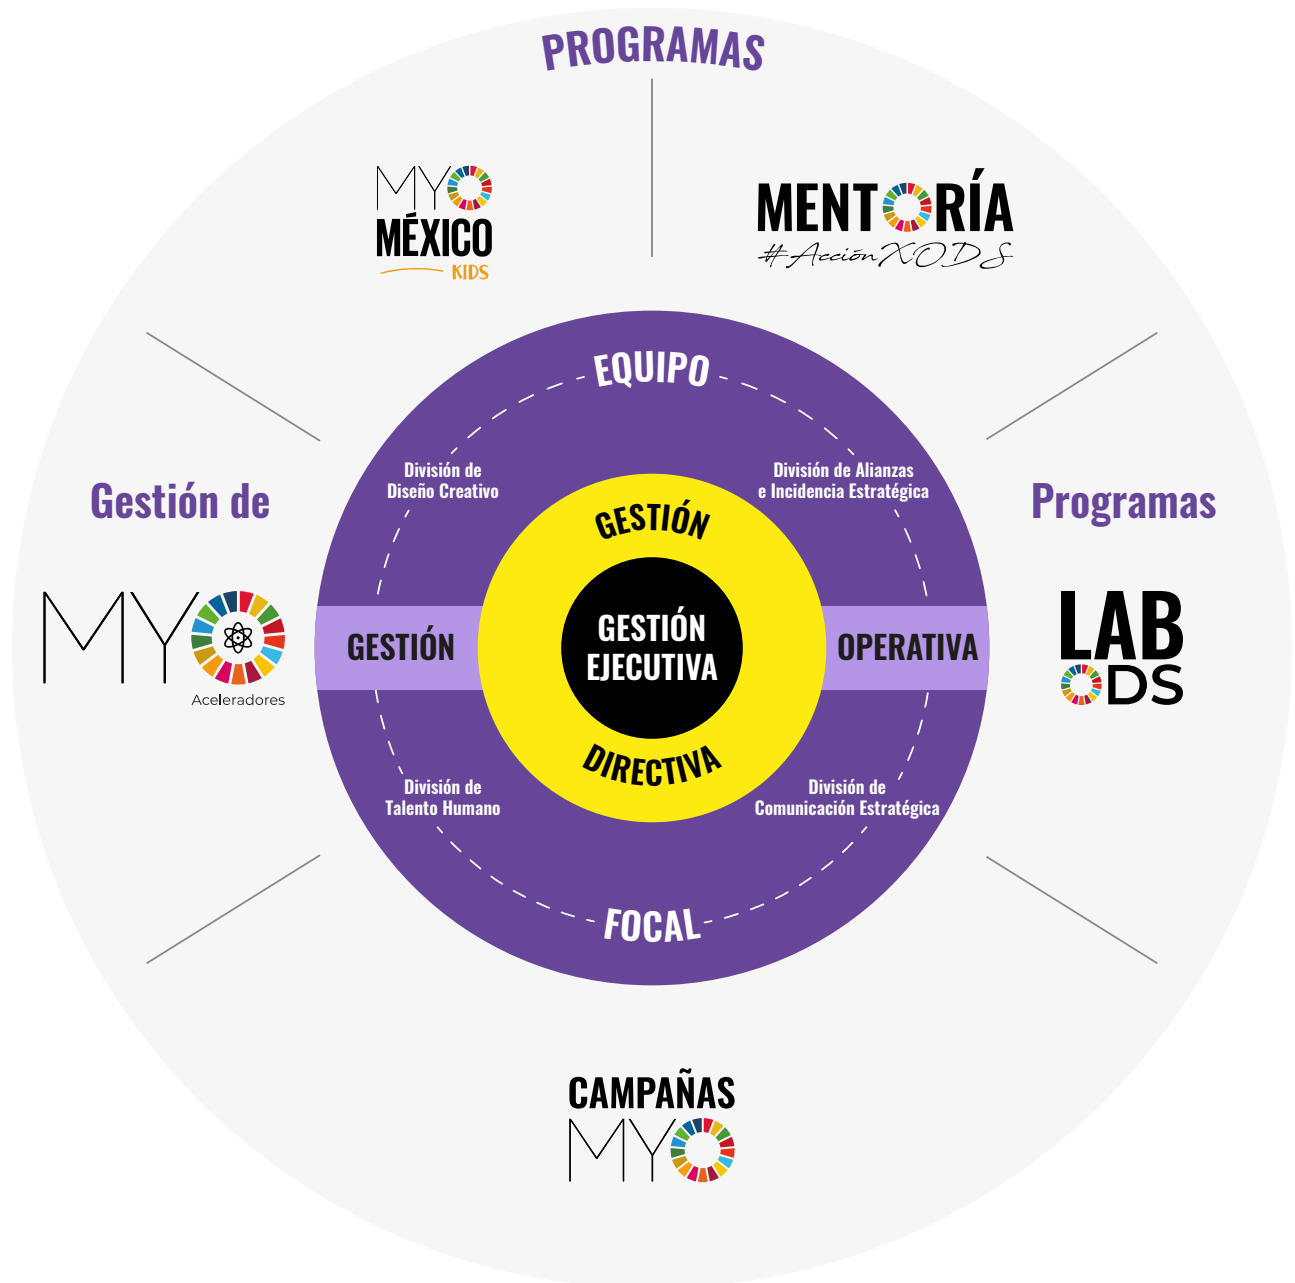 PROGRAMAS
MYO
MÉXICO
KIDS
MENTORÍA
#AcciónXODS
EQUIPO
División de
Diseño Creativo
División de Alianzas
e Incidencia Estratégica
Gestión de
Programas
GESTIÓN
DIRECTIVA
GESTIÓN
EJECUTIVA
GESTIÓN
OPERATIVA
MYO
Aceleradores
LAB
ODS
División de
Talento Humano
División de
Comunicación Estratégica
FOCAL
CAMPAÑAS
MYO